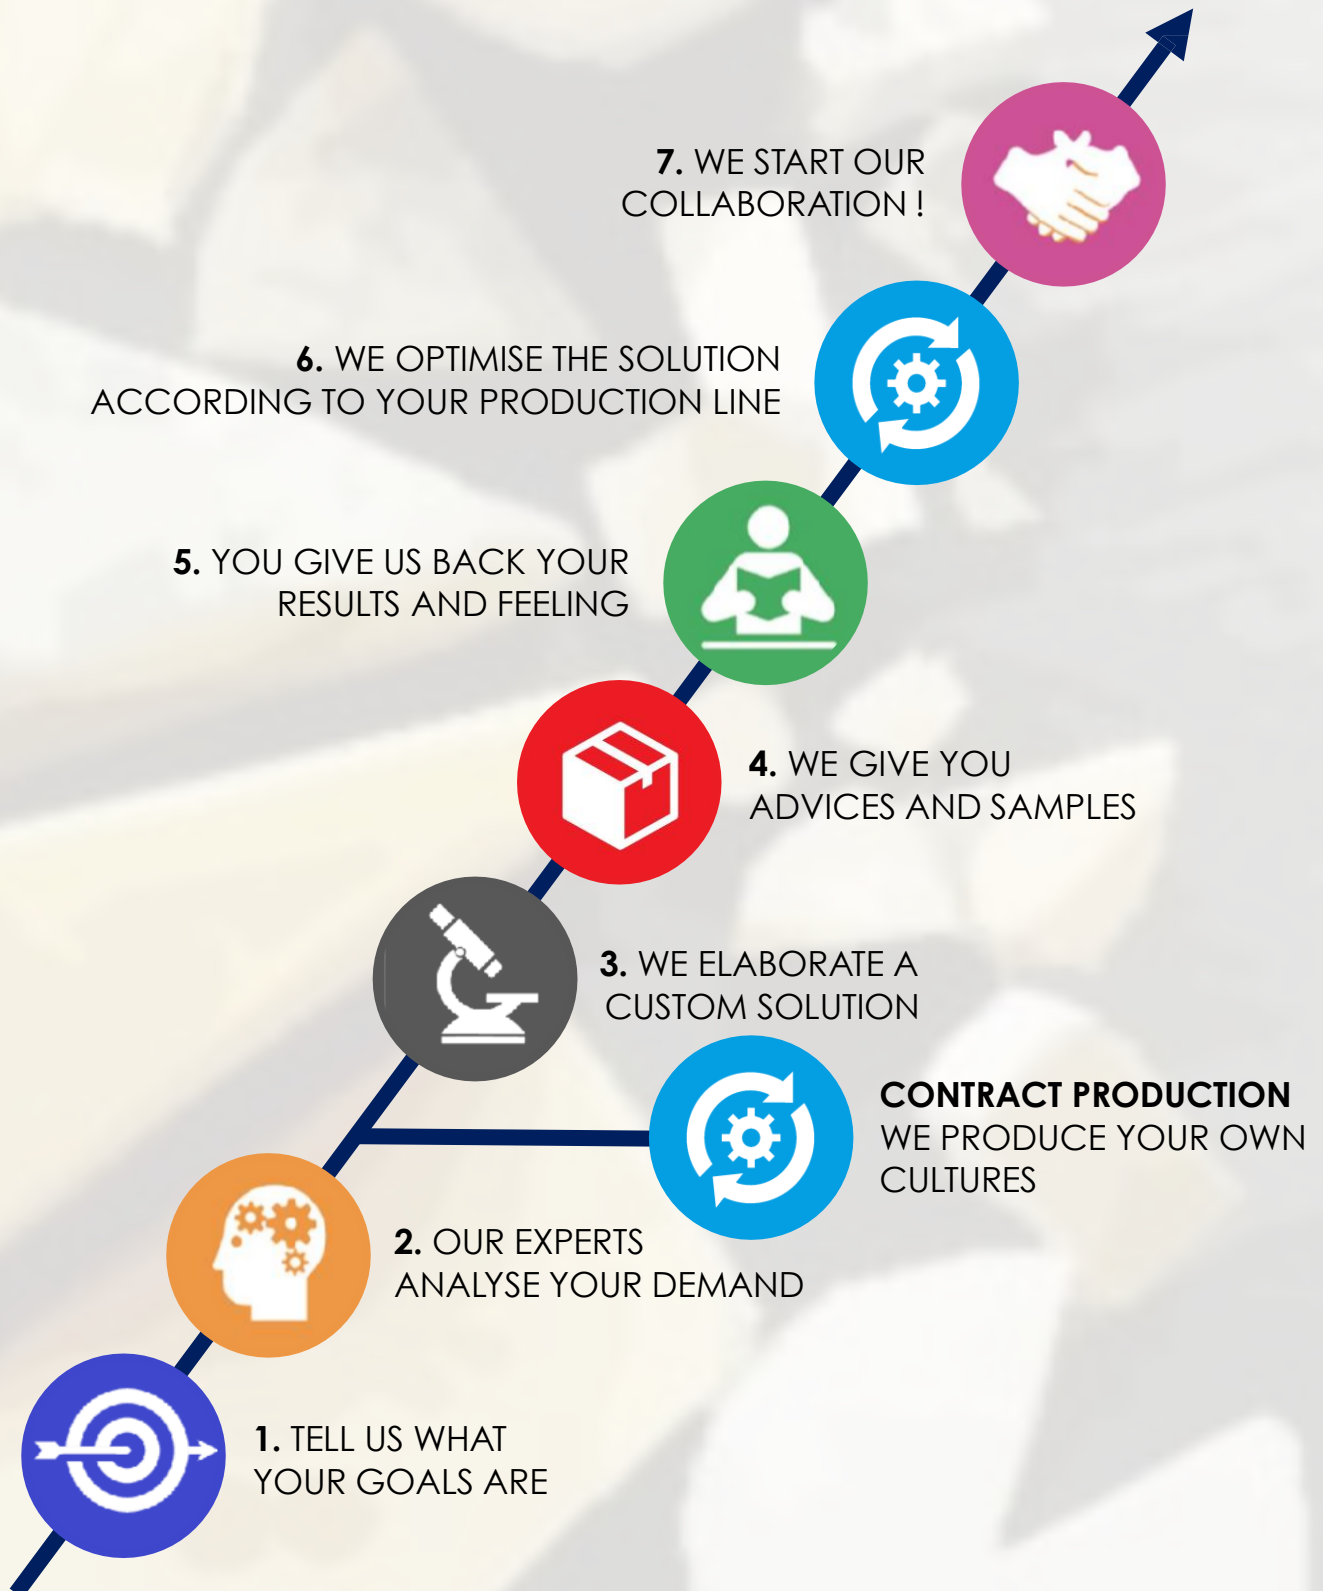 7. WE START OUR
COLLABORATION !
6. WE OPTIMISE THE SOLUTION
ACCORDING TO YOUR PRODUCTION LINE
5. YOU GIVE US BACK YOUR
RESULTS AND FEELING
4. WE GIVE YOU
ADVICES AND SAMPLES
3. WE ELABORATE A
CUSTOM SOLUTION
CONTRACT PRODUCTION
WE PRODUCE YOUR OWN
CULTURES
2. OUR EXPERTS
ANALYSE YOUR DEMAND
1. TELL US WHAT
YOUR GOALS ARE